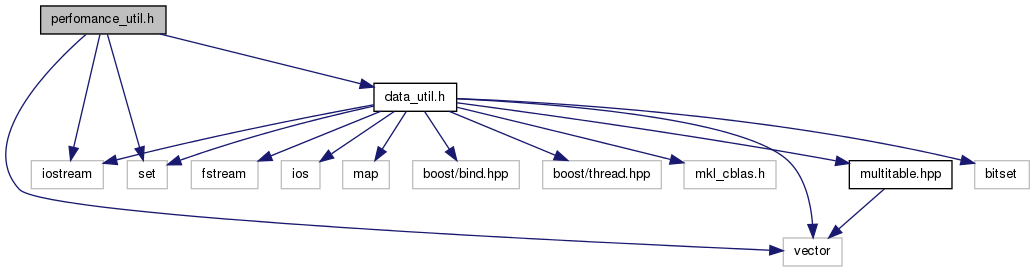 perfomance_util.h
data_util.h
iostream
set
fstream
ios
map
boost/bind.hpp
boost/thread.hpp
mkl_cblas.h
multitable.hpp
bitset
vector